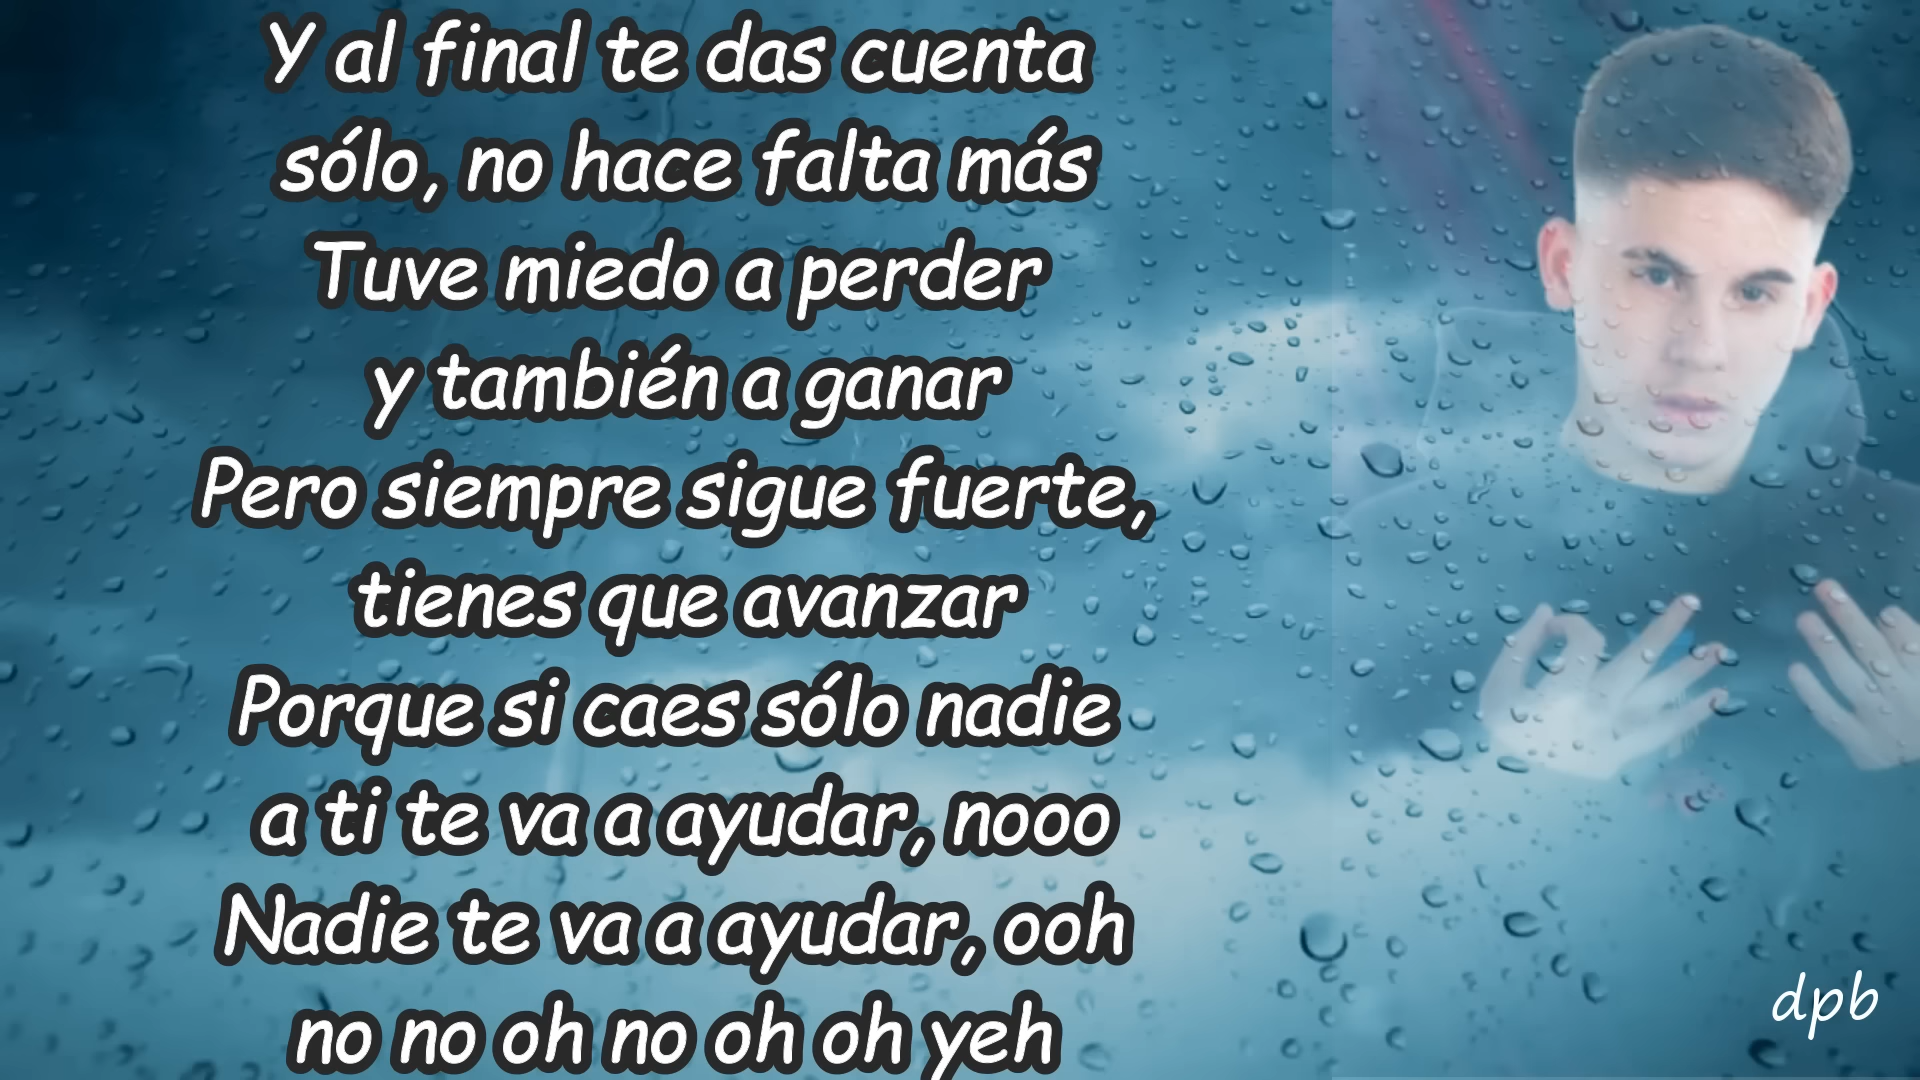 Y al final te das cuenta
sólo, no hace falta más
Tuve miedo a perder
y también a ganar
Pero siempre sigue fuerte,
tienes que avanzar
Porque si caes sólo nadie
a ti te va a ayudar, nooo
Nadie te va a ayudar, ooh
no no oh no oh oh yeh
dpb